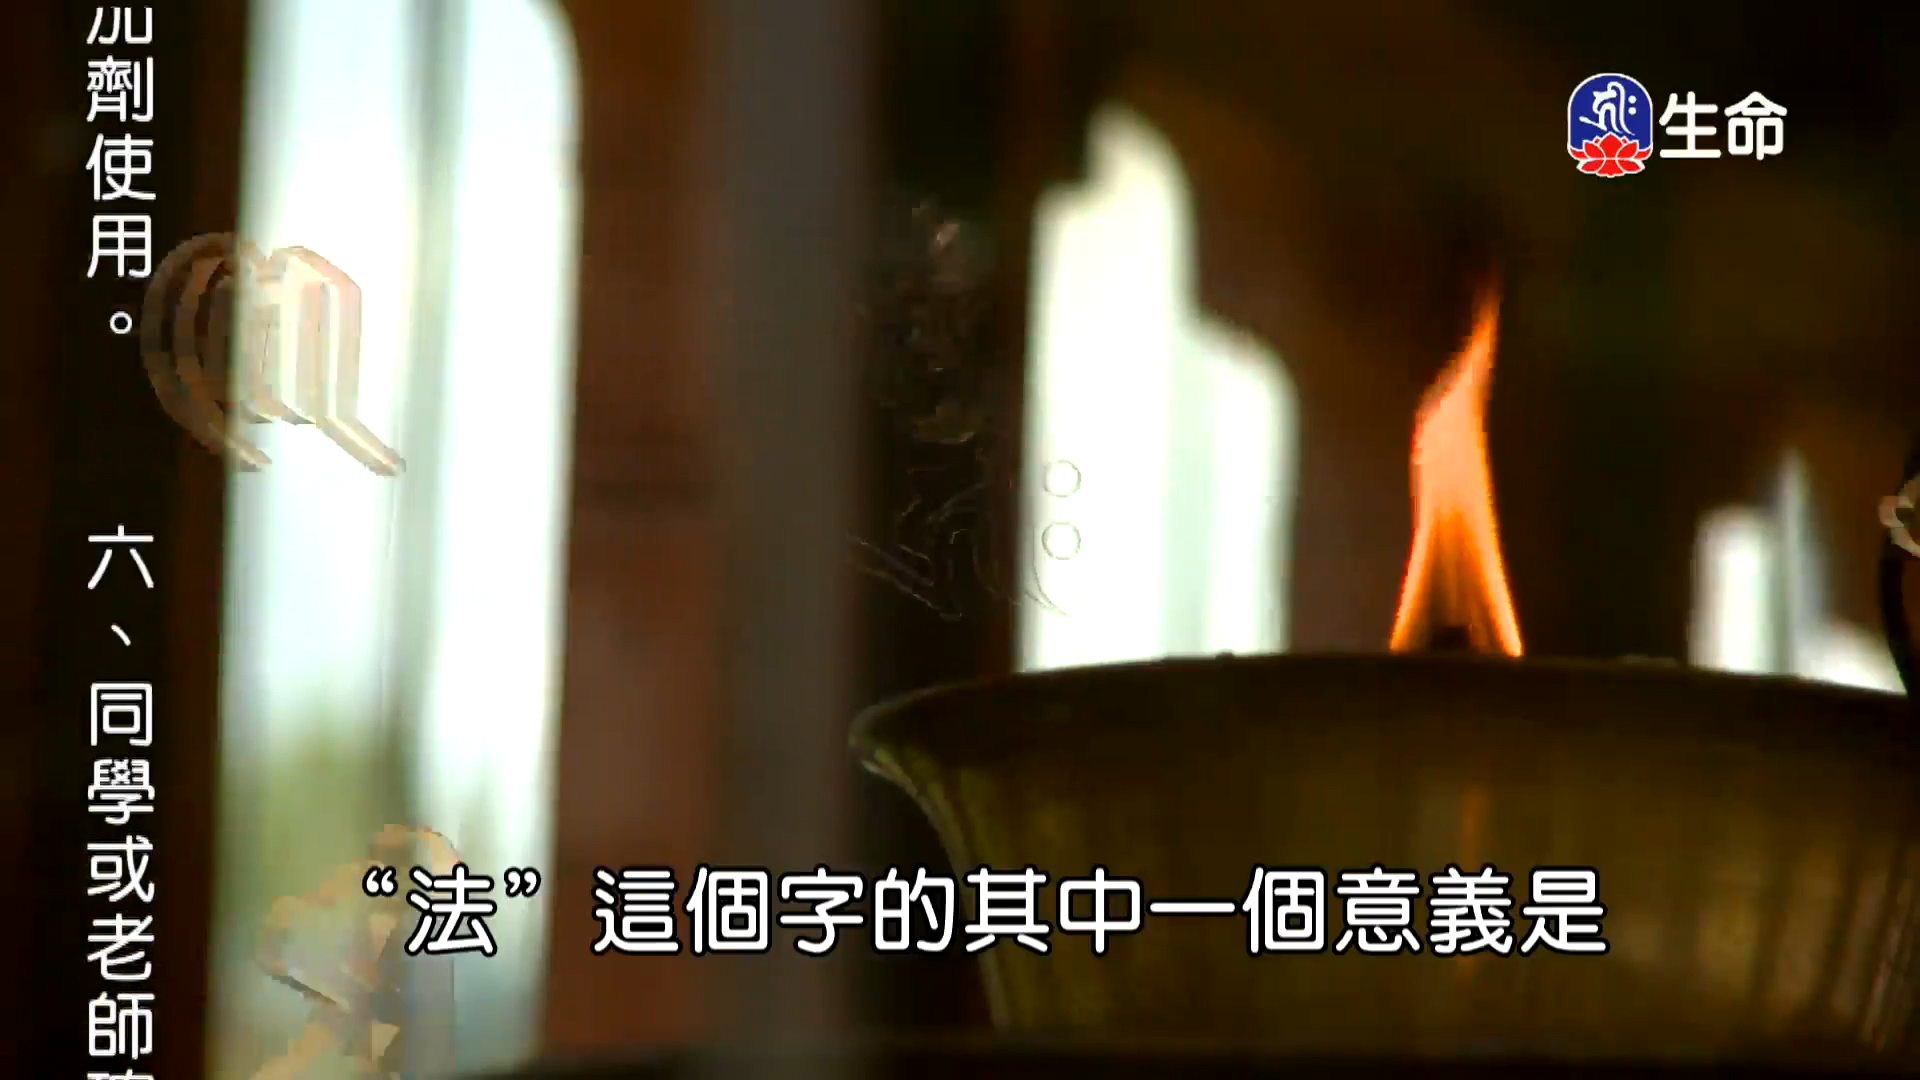 加劑使用。 六、同學或老師
生命
“法”這個字的其中一個意義是